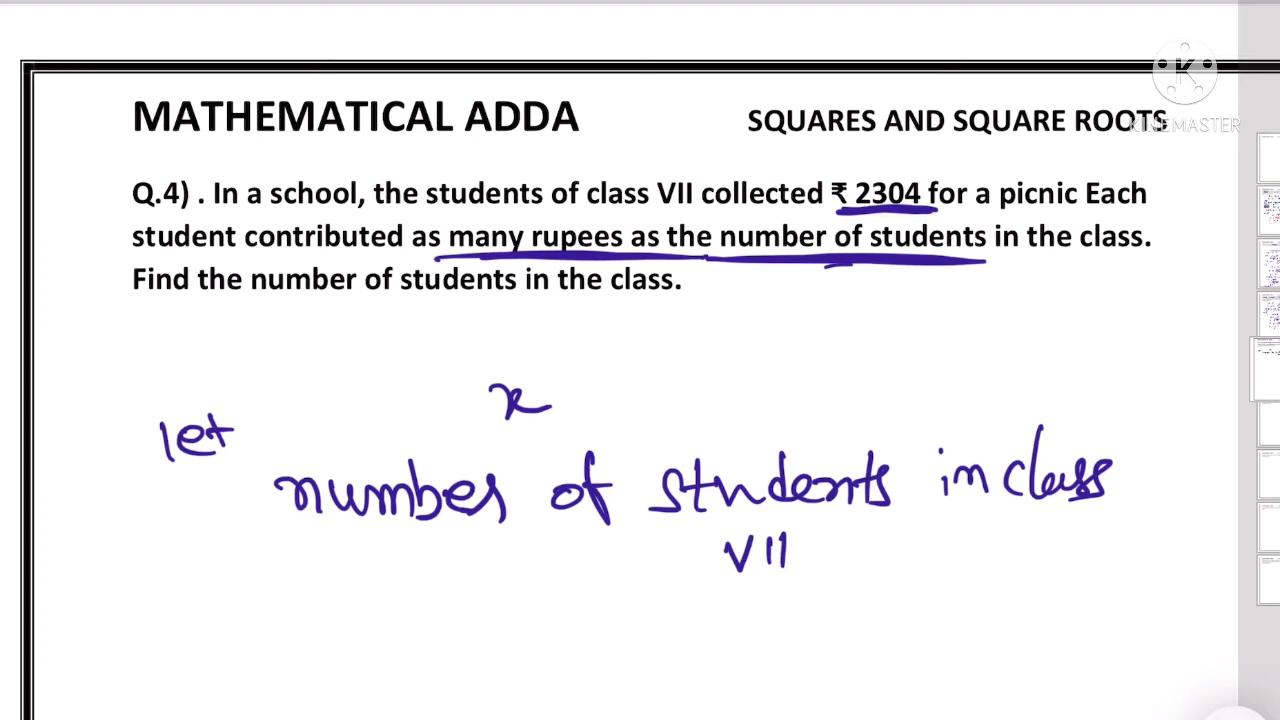 MATHEMATICAL ADDA SQUARES AND SQUARE ROOTS
KINEMASTER
Q.4) . In a school, the students of class VII collected ₹ 2304 for a picnic Each
student contributed as many rupees as the number of students in the class.
Find the number of students in the class.
x
let
number of students in class
VII